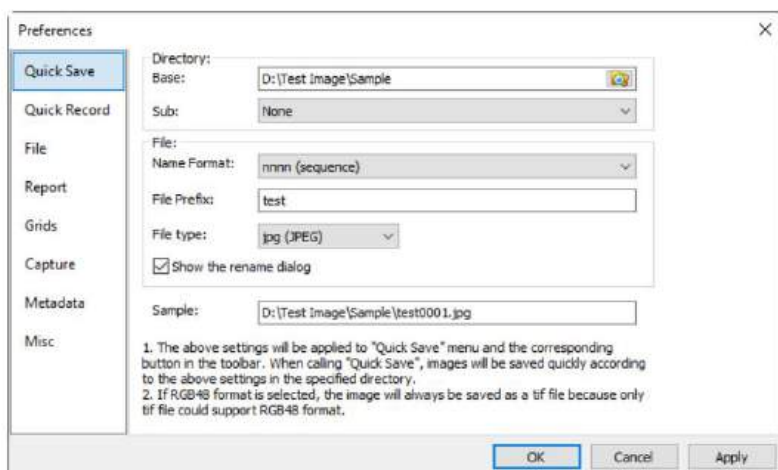 Preferences
Quick Save
Quick Record
File
Report
Grids
Capture
Metadata
Misc
Directory:
Base: D:\Test Image\Sample
Sub: None
File:
Name Format: nnnn (sequence)
File Prefix: test
File type: jpg (JPEG)
Show the rename dialog
Sample: D:\Test Image\Sample\test0001.jpg
1. The above settings will be applied to "Quick Save" menu and the corresponding
button in the toolbar. When calling "Quick Save", images will be saved quickly according
to the above settings in the specified directory.
2. If RGB48 format is selected, the image will always be saved as a tif file because only
tif file could support RGB48 format.
OK Cancel Apply